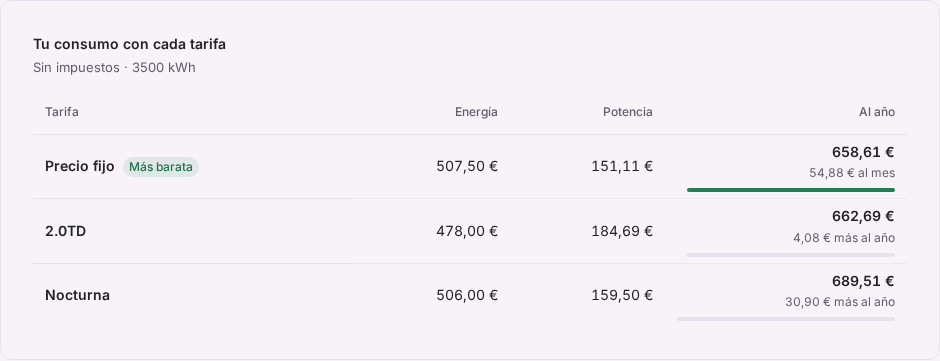 Tu consumo con cada tarifa
Sin impuestos · 3500 kWh
Tarifa Energía Potencia Al año
Precio fijo Más barata 507,50 € 151,11 € 658,61 €
54,88 € al mes
2.0TD 478,00 € 184,69 € 662,69 €
4,08 € más al año
Nocturna 506,00 € 159,50 € 689,51 €
30,90 € más al año